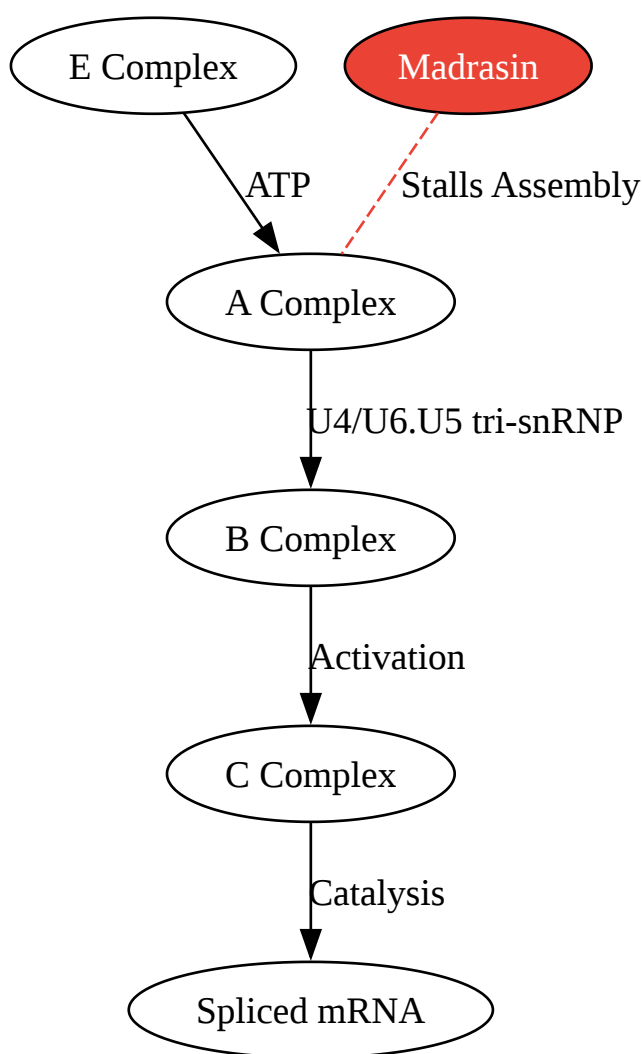 E Complex
Madrasin
ATP
Stalls Assembly
A Complex
U4/U6.U5 tri-snRNP
B Complex
Activation
C Complex
Catalysis
Spliced mRNA